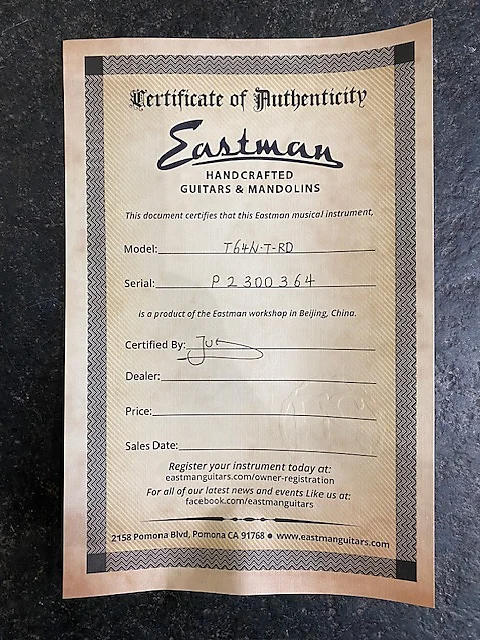 Certificate of Authenticity
Eastman
HANDCRAFTED
GUITARS & MANDOLINS
This document certifies that this Eastman musical instrument,
Model: T64N-T-RD
Serial: P2300364
is a product of the Eastman workshop in Beijing, China.
Certified By:
Dealer:
Price:
Sales Date:
Register your instrument today at:
eastmanguitars.com/owner-registration
For all of our latest news and events Like us at:
facebook.com/eastmanguitars
2158 Pomona Blvd, Pomona CA 91768 • www.eastmanguitars.com